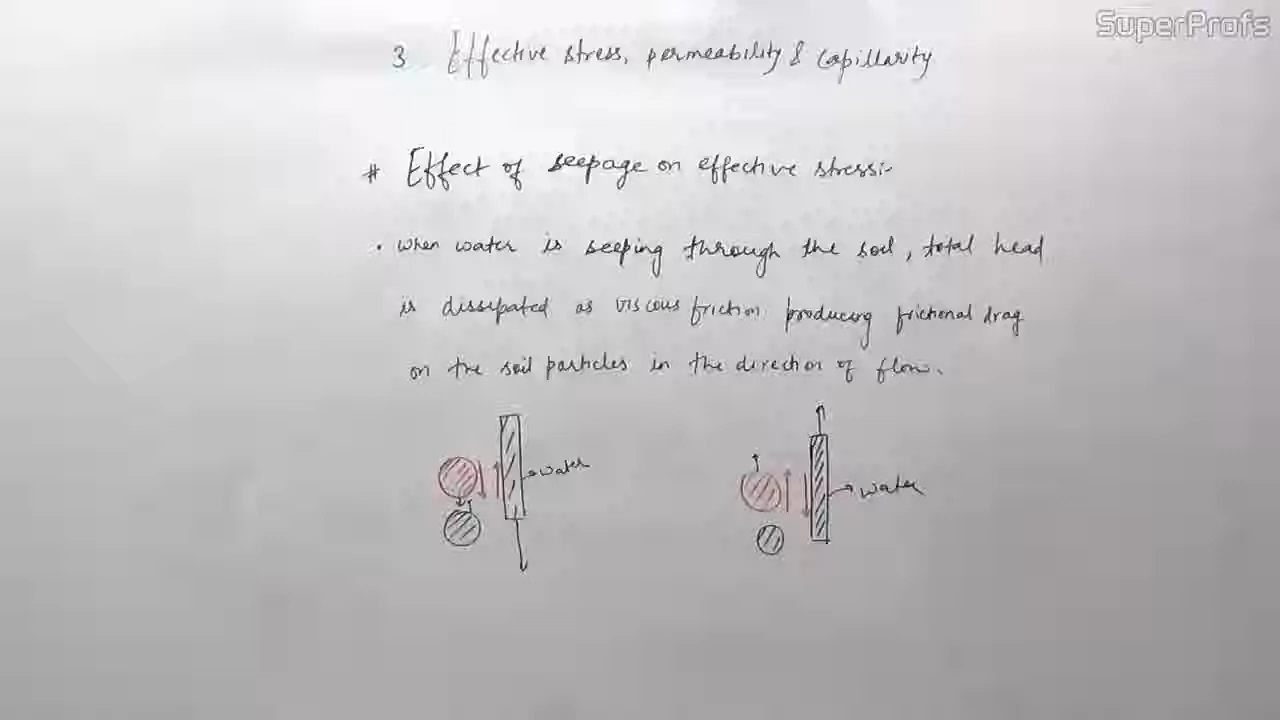 SuperProfs
3 Effective stress, permeability & Capillarity
# Effect of seepage on effective stress:-
• when water is seeping through the soil, total head
is dissipated as viscous friction producing frictional drag
on the soil particles in the direction of flow.
water
water